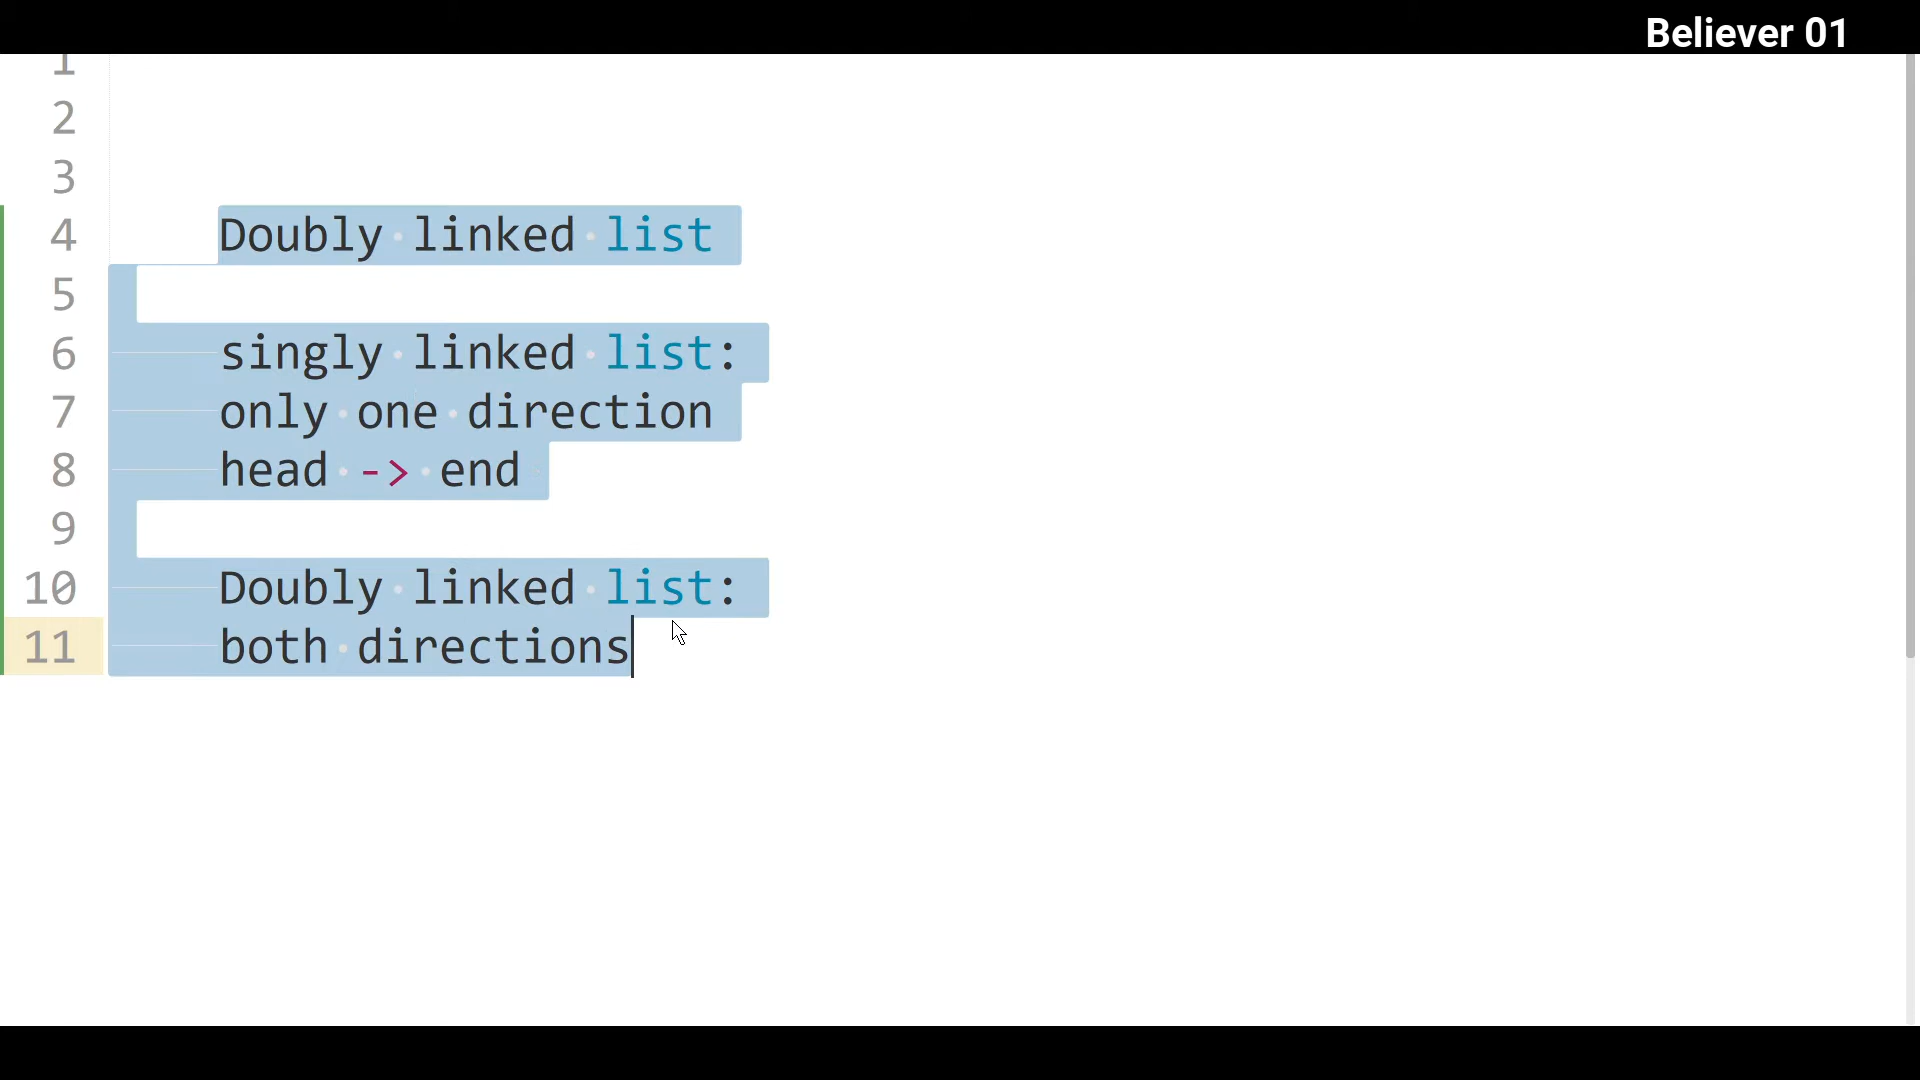 Believer 01
1
2
3
4 Doubly linked list
5
6 singly linked list:
7 only one direction
8 head -> end
9
10 Doubly linked list:
11 both directions